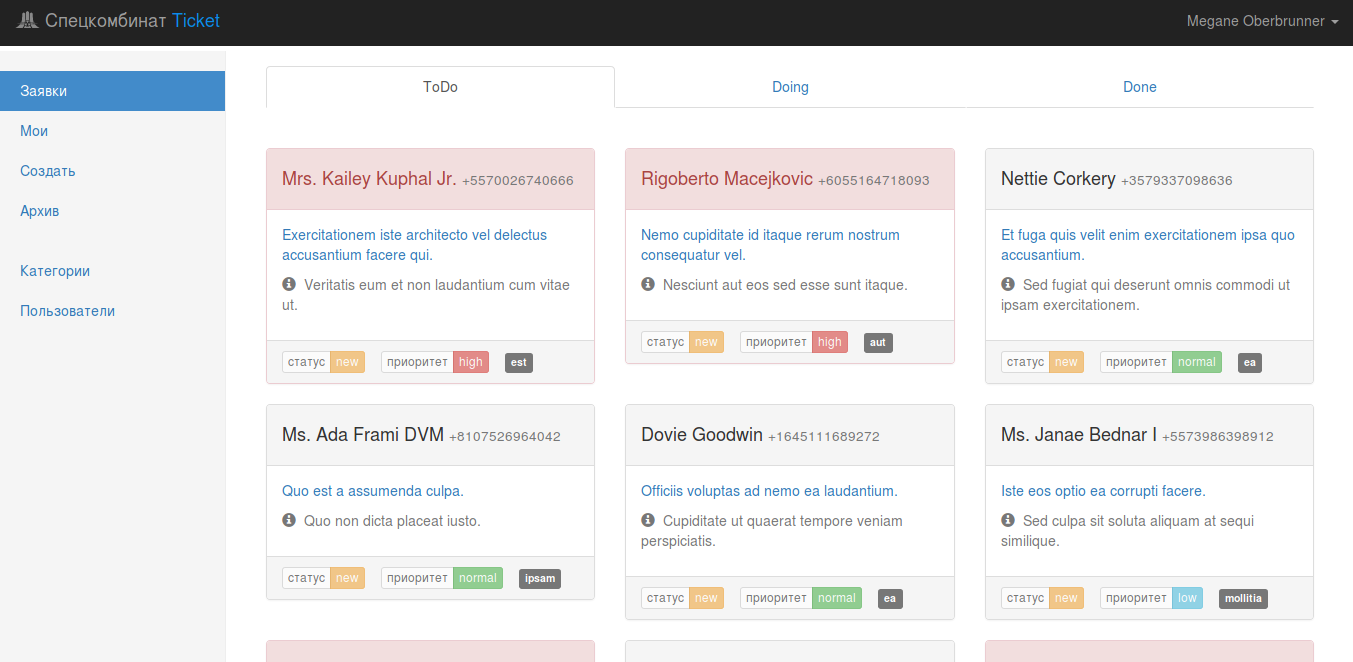 Спецкомбинат Ticket
Megane Oberbrunner
Заявки
Мои
Создать
Архив
Категории
Пользователи
ToDo
Doing
Done
Mrs. Kailey Kuphal Jr. +5570026740666
Exercitationem iste architecto vel delectus
accusantium facere qui.
Veritatis eum et non laudantium cum vitae
ut.
статус new приоритет high est
Rigoberto Macejkovic +6055164718093
Nemo cupiditate id itaque rerum nostrum
consequatur vel.
Nesciunt aut eos sed esse sunt itaque.
статус new приоритет high aut
Nettie Corkery +3579337098636
Et fuga quis velit enim exercitationem ipsa quo
accusantium.
Sed fugiat qui deserunt omnis commodi ut
ipsam exercitationem.
статус new приоритет normal ea
Ms. Ada Frami DVM +8107526964042
Quo est a assumenda culpa.
Quo non dicta placeat iusto.
статус new приоритет normal ipsam
Dovie Goodwin +1645111689272
Officiis voluptas ad nemo ea laudantium.
Cupiditate ut quaerat tempore veniam
perspiciatis.
статус new приоритет normal ea
Ms. Janae Bednar I +5573986398912
Iste eos optio ea corrupti facere.
Sed culpa sit soluta aliquam at sequi
similique.
статус new приоритет low mollitia